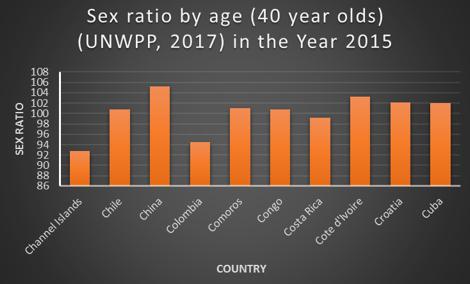 Sex ratio by age (40 year olds)
(UNWPP, 2017) in the Year 2015
108
106
104
102
100
98
96
94
92
90
88
86
SEX RATIO
Channel Islands
Chile
China
Colombia
Comoros
Congo
Costa Rica
Cote d'Ivoire
Croatia
Cuba
COUNTRY